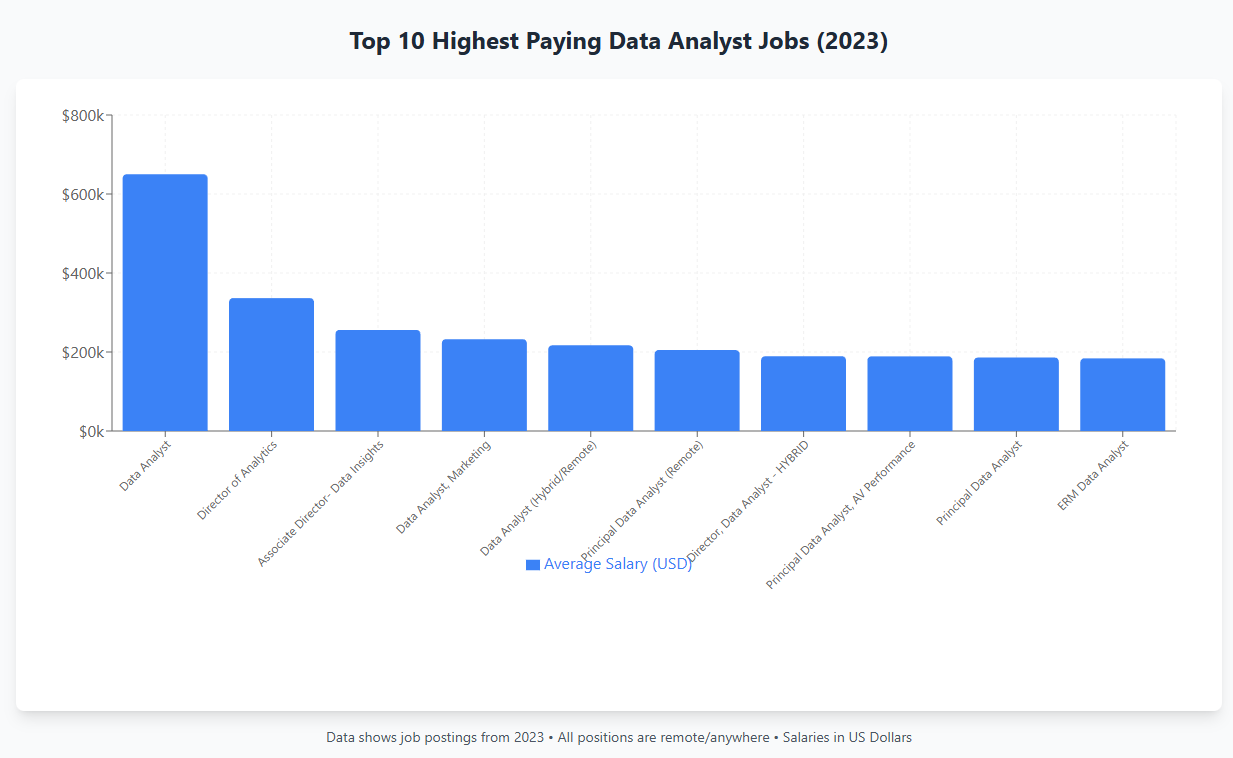 Top 10 Highest Paying Data Analyst Jobs (2023)
$800k
$600k
$400k
$200k
$0k
Data Analyst
Director of Analytics
Associate Director- Data Insights
Data Analyst, Marketing
Data Analyst (Hybrid/Remote)
Principal Data Analyst (Remote)
Director, Data Analyst - HYBRID
Principal Data Analyst, AV Performance
Principal Data Analyst
ERM Data Analyst
Average Salary (USD)
Data shows job postings from 2023 • All positions are remote/anywhere • Salaries in US Dollars